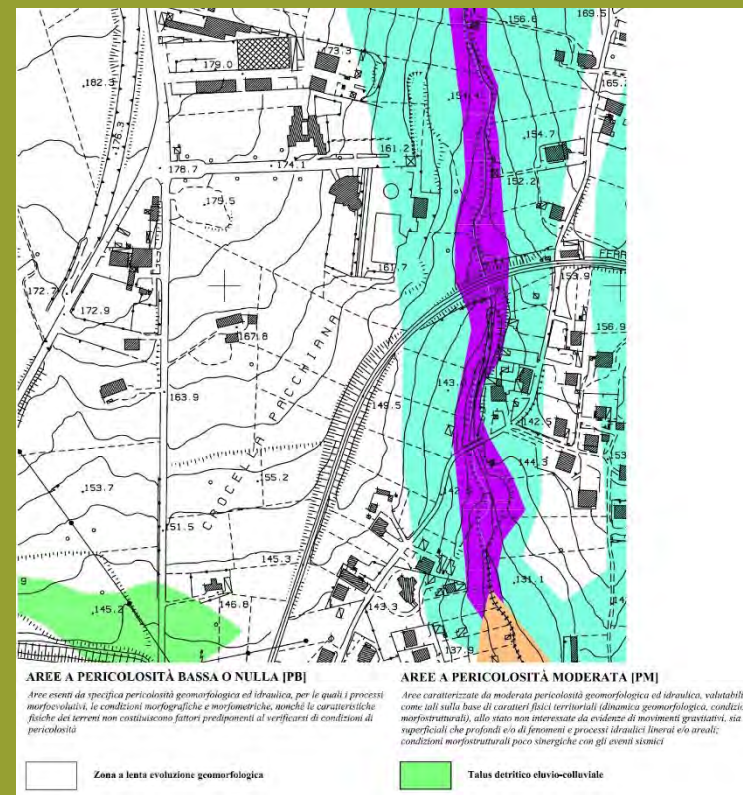 156.6
169.5
173.3
179.0
182.3
154.4
165.
176.3
154.7
161.2
178.7
174.1
152.2
179.5
161.7
FERR
153.9
172.7
172.9
156.9
167.8
CROCELLA PACCHIANA
143.
163.9
149.5
142.5
144.3
153.7
155.2
151.5
145.3
131.1
9
145.2
146.8
143.3
137.9
AREE A PERICOLOSITÀ BASSA O NULLA [PB]
Aree esenti da specifica pericolosità geomorfologica ed idraulica, per le quali i processi
morfoevolutivi, le condizioni morfografiche e morfometriche, nonchè le caratteristiche
fisiche dei terreni non costituiscono fattori predisponenti al verificarsi di condizioni di
pericolosità
Zona a lenta evoluzione geomorfologica
AREE A PERICOLOSITÀ MODERATA [PM]
Aree caratterizzate da moderata pericolosità geomorfologica ed idraulica, valutabili
come tali sulla base di caratteri fisici territoriali (dinamica geomorfologica, condizio
morfostrutturali), allo stato non interessate da evidenze di movimenti gravitativi, sia
superficiali che profondi e/o di fenomeni e processi idraulici linerai e/o areali;
condizioni morfostrutturali poco sinergiche con gli eventi sismici
Talus detritico eluvio-colluviale